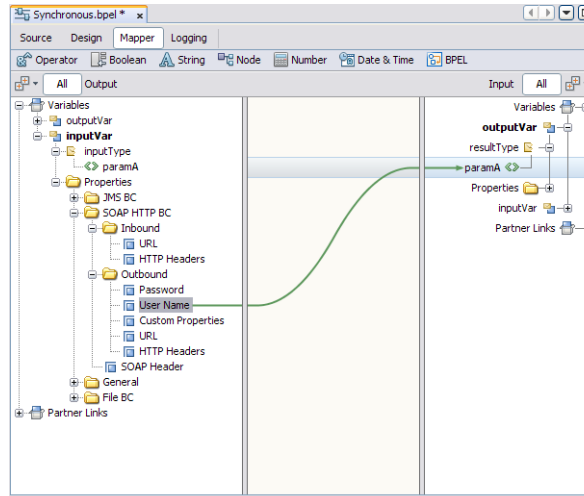 Synchronous.bpel * x
Source Design Mapper Logging
Operator Boolean String Node Number Date & Time BPEL
All Output Input All
Variables
outputVar
inputVar
inputType
paramA
Properties
JMS BC
SOAP HTTP BC
Inbound
URL
HTTP Headers
Outbound
Password
User Name
Custom Properties
URL
HTTP Headers
SOAP Header
General
File BC
Partner Links
Variables
outputVar
resultType
paramA
Properties
inputVar
Partner Links